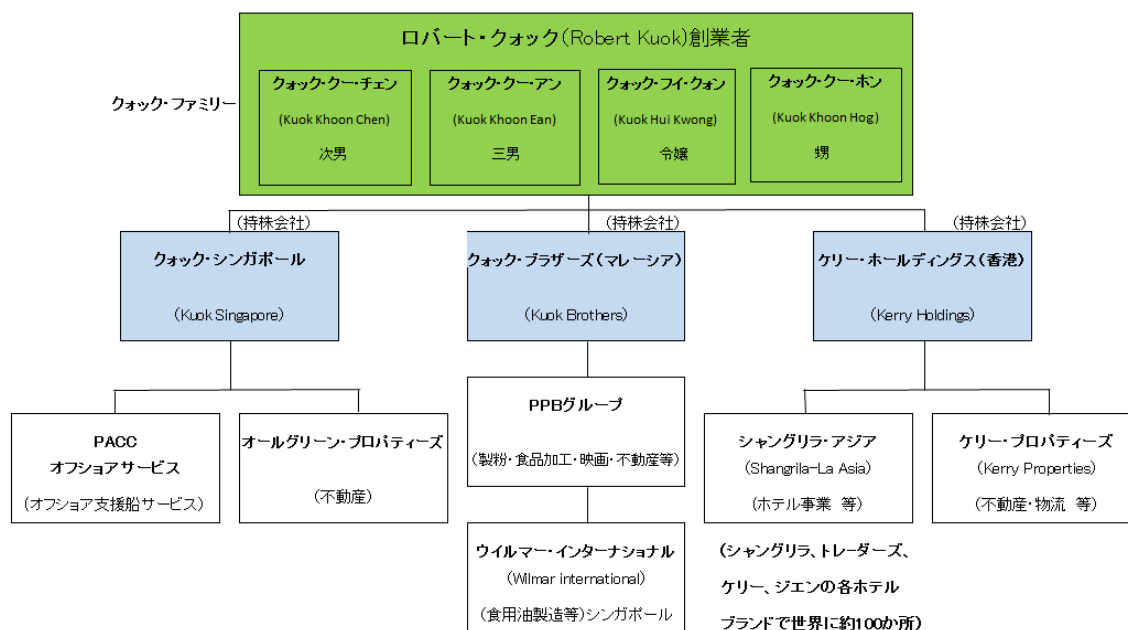 ロバート・クォック(Robert Kuok)創業者
クォック・ファミリー
クォック・クー・チェン
(Kuok Khoon Chen)
次男
クォック・クー・アン
(Kuok Khoon Ean)
三男
クォック・フイ・クォン
(Kuok Hui Kwong)
令嬢
クォック・クー・ホン
(Kuok Khoon Hog)
甥
(持株会社)
クォック・シンガポール
(Kuok Singapore)
(持株会社)
クォック・ブラザーズ(マレーシア)
(Kuok Brothers)
(持株会社)
ケリー・ホールディングス(香港)
(Kerry Holdings)
PACC
オフショアサービス
(オフショア支援船サービス)
オールグリーン・プロパティーズ
(不動産)
PPBグループ
(製粉・食品加工・映画・不動産等)
ウイルマー・インターナショナル
(Wilmar international)
(食用油製造等)シンガポール
シャングリラ・アジア
(Shangrila-La Asia)
(ホテル事業 等)
(シャングリラ、トレーダーズ、
ケリー、ジエンの各ホテル
ブランドで世界に約100か所)
ケリー・プロパティーズ
(Kerry Properties)
(不動産・物流 等)